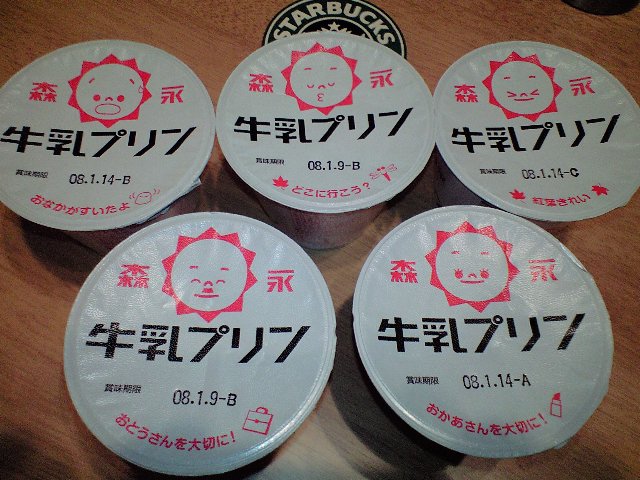 STARBUCKS
森永
牛乳プリン
賞味期限 08.1.14-B
おなかがすいたよ
森永
牛乳プリン
賞味期限 08.1.9-B
どこに行こう?
森永
牛乳プリン
賞味期限 08.1.14-C
紅葉きれい
森永
牛乳プリン
賞味期限 08.1.9-B
おとうさんを大切に!
森永
牛乳プリン
賞味期限 08.1.14-A
おかあさんを大切に!